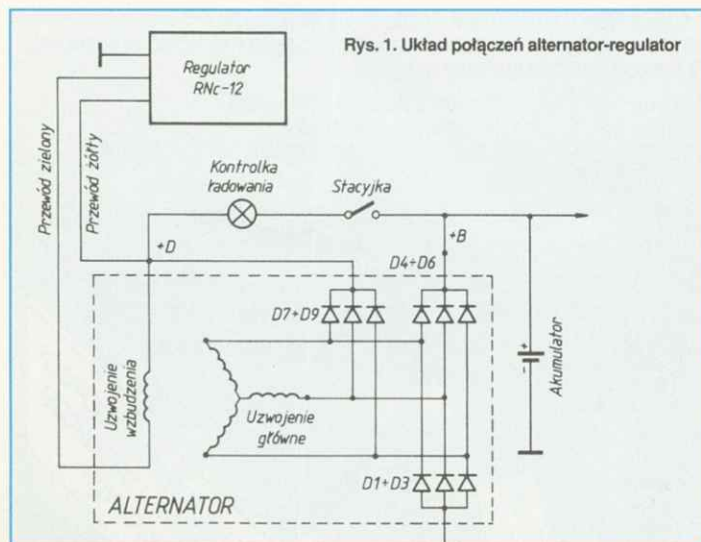 Rys. 1. Układ połączeń alternator-regulator
Regulator
RNc-12
Przewód zielony
Przewód żółty
Kontrolka
ładowania
Stacyjka
+D
+B
D4÷D6
D7÷D9
Uzwojenie
wzbudzenia
Uzwojenie
główne
Akumulator
+
-
D1÷D3
ALTERNATOR